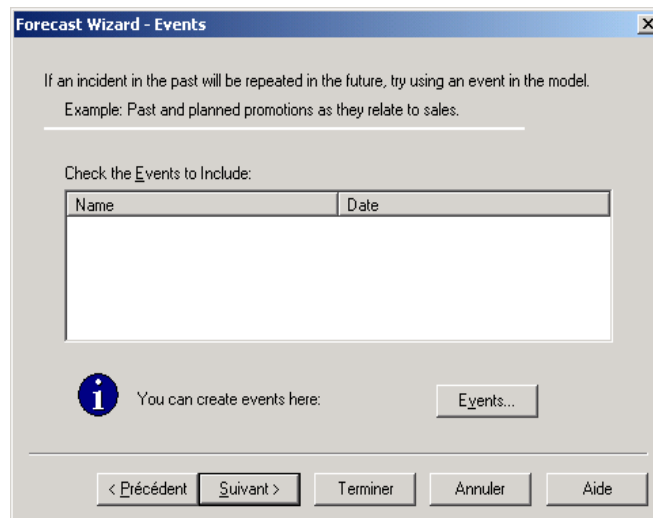 Forecast Wizard - Events
If an incident in the past will be repeated in the future, try using an event in the model.
Example: Past and planned promotions as they relate to sales.
Check the Events to Include:
Name Date
You can create events here: Events...
< Précédent Suivant > Terminer Annuler Aide